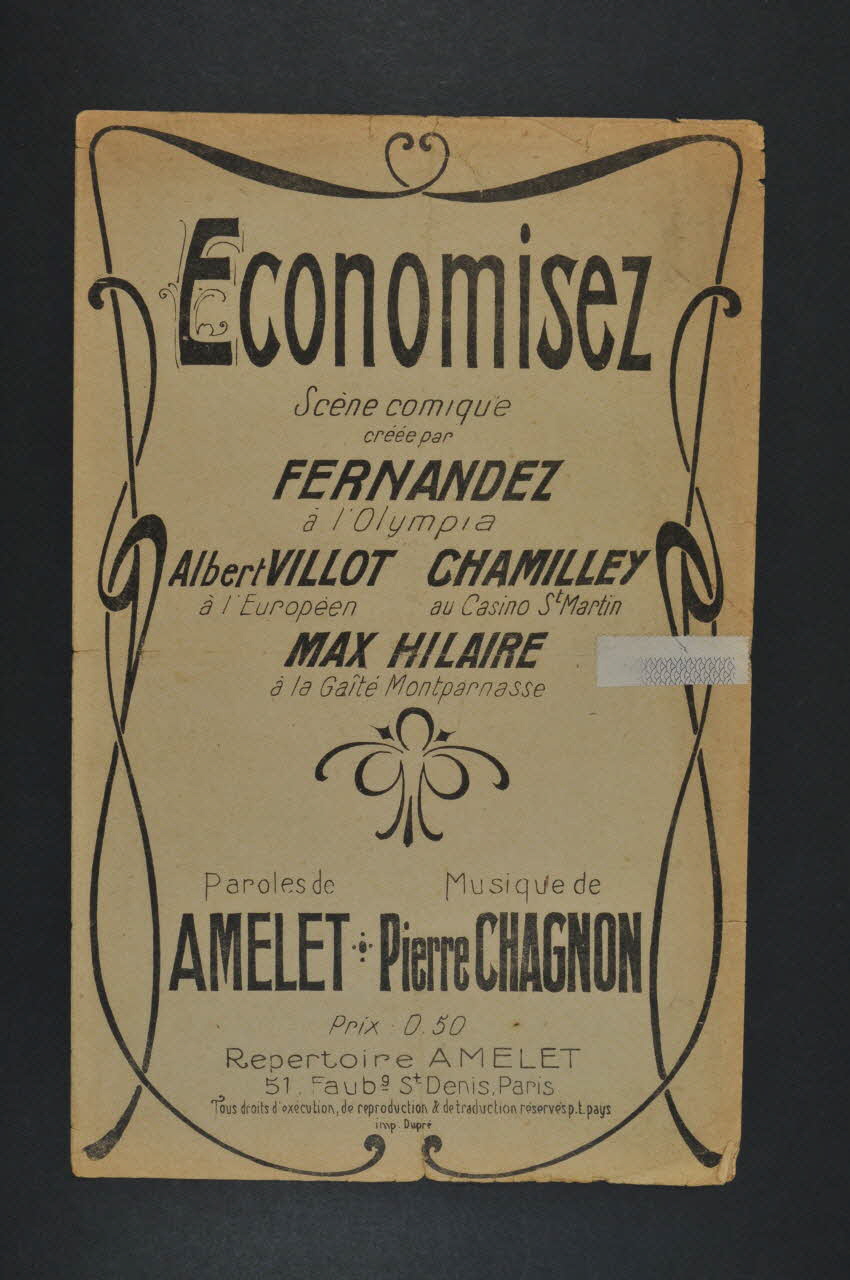 Economisez
Scène comique
créée par
FERNANDEZ
à l'Olympia
Albert VILLOT CHAMILLEY
à l'Européen au Casino St Martin
MAX HILAIRE
à la Gaîté Montparnasse
Paroles de Musique de
AMELET Pierre CHAGNON
Prix . 0.50
Repertoire AMELET
51. Faubg St Denis, Paris
Tous droits d'exécution, de reproduction & de traduction réservés p.t. pays
imp. Dupré